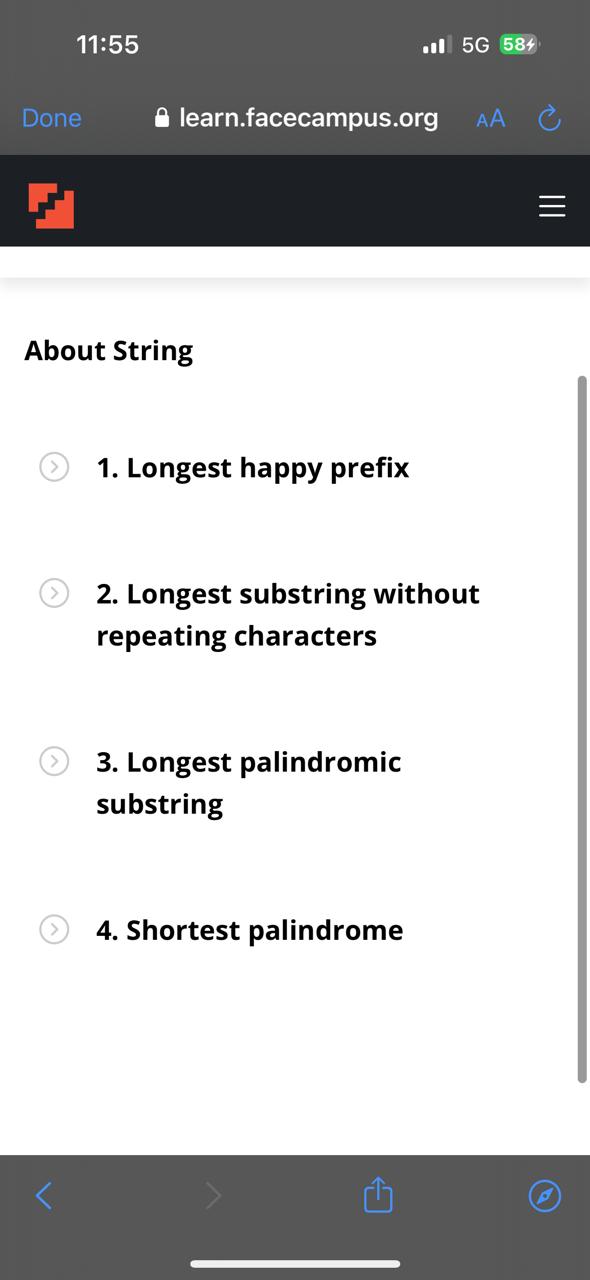 11:55
5G 58
Done
learn.facecampus.org
AA
About String
1. Longest happy prefix
2. Longest substring without
repeating characters
3. Longest palindromic
substring
4. Shortest palindrome